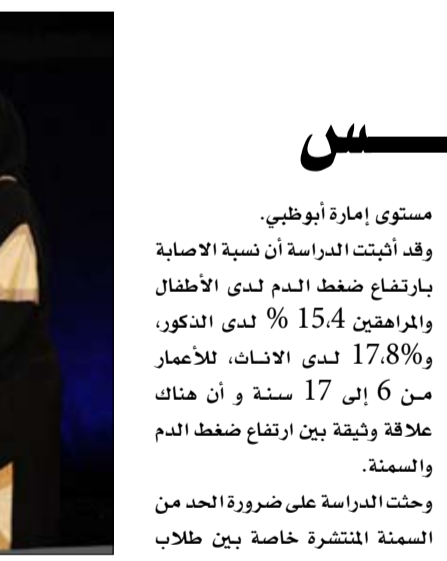 ـــس
مستوى إمارة أبوظبي.
وقد أثبتت الدراسة أن نسبة الاصابة
بارتفاع ضغط الدم لدى الأطفال
والمراهقين 15.4 % لدى الذكور،
و17.8% لدى الاناث، للأعمار
من 6 إلى 17 سنة و أن هناك
علاقة وثيقة بين ارتفاع ضغط الدم
والسمنة.
وحثت الدراسة على ضرورة الحد من
السمنة المنتشرة خاصة بين طلاب